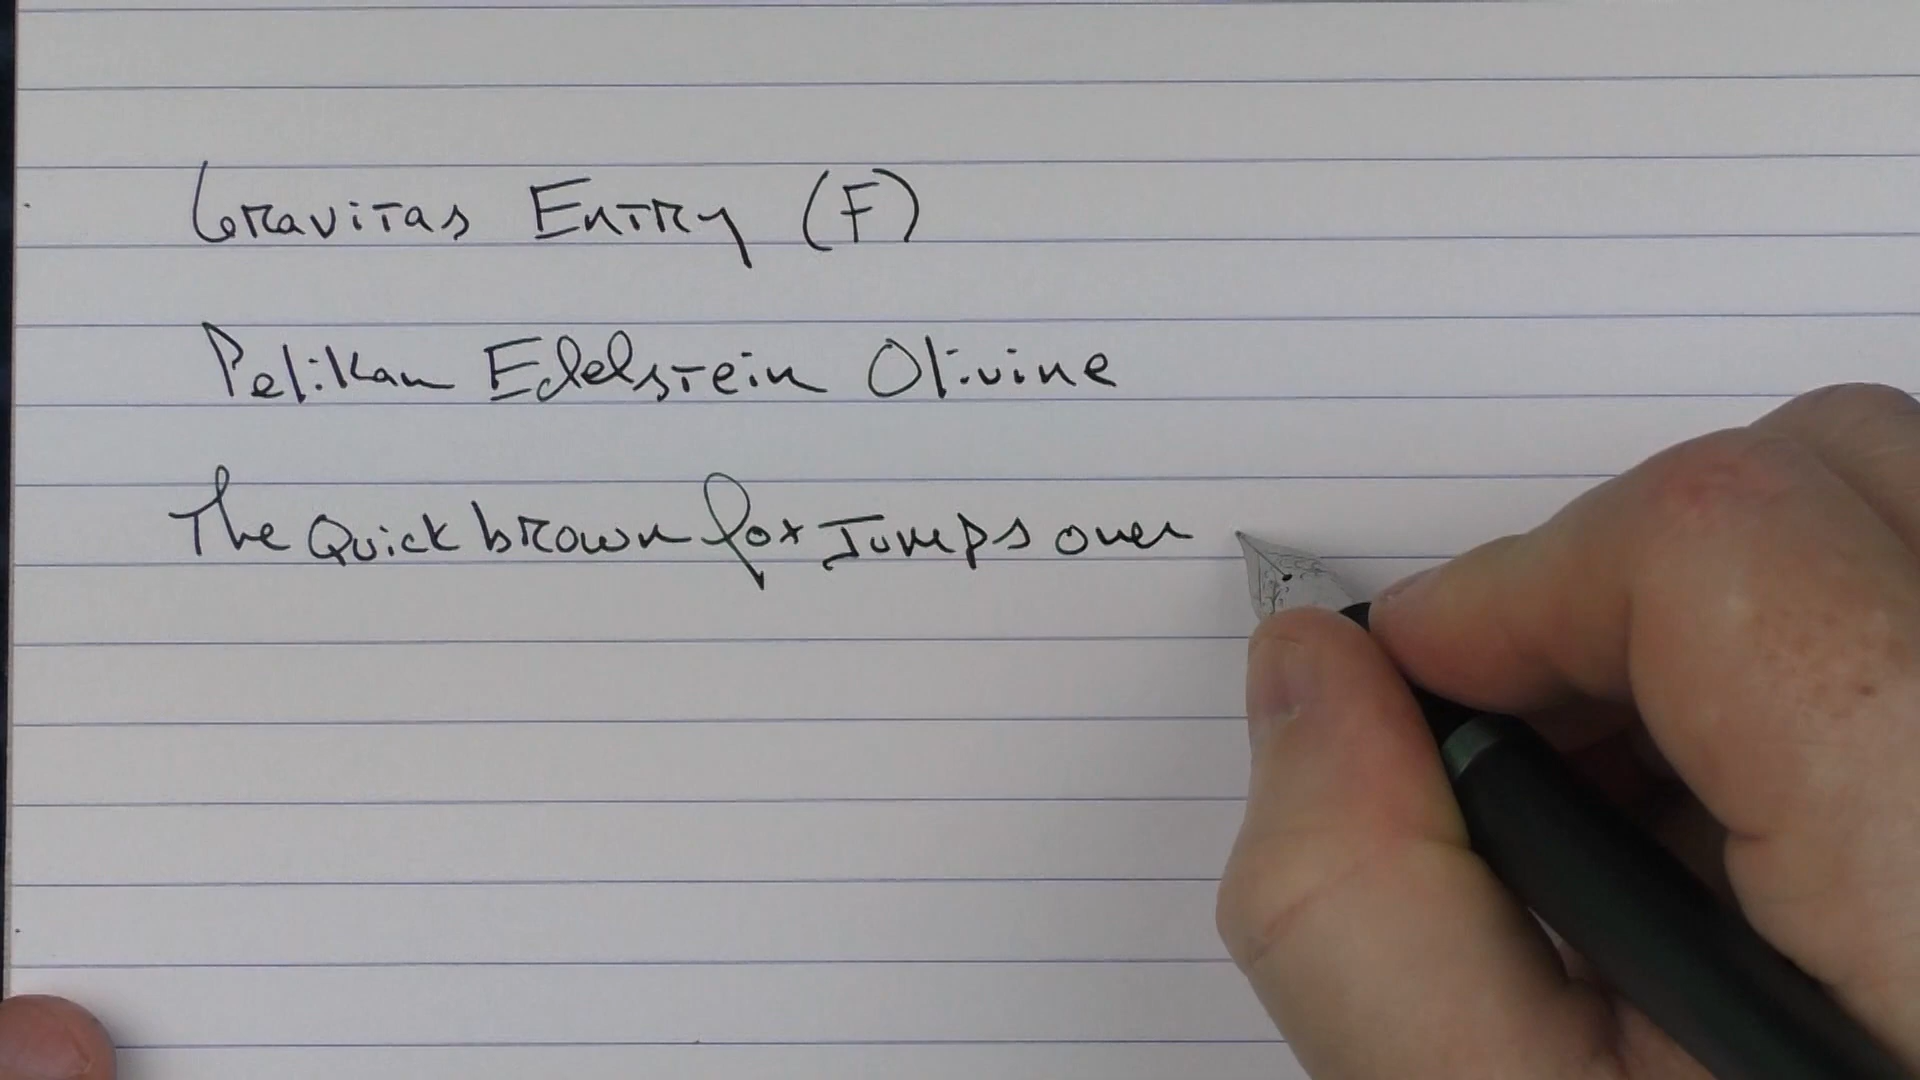 Gravitas Entry (F)
Pelikan Edelstein Olivine
The Quick brown fox Jumps over